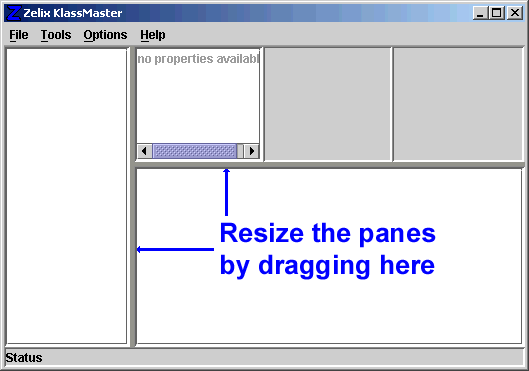 Zelix KlassMaster
File Tools Options Help
no properties availabl
Resize the panes
by dragging here
Status